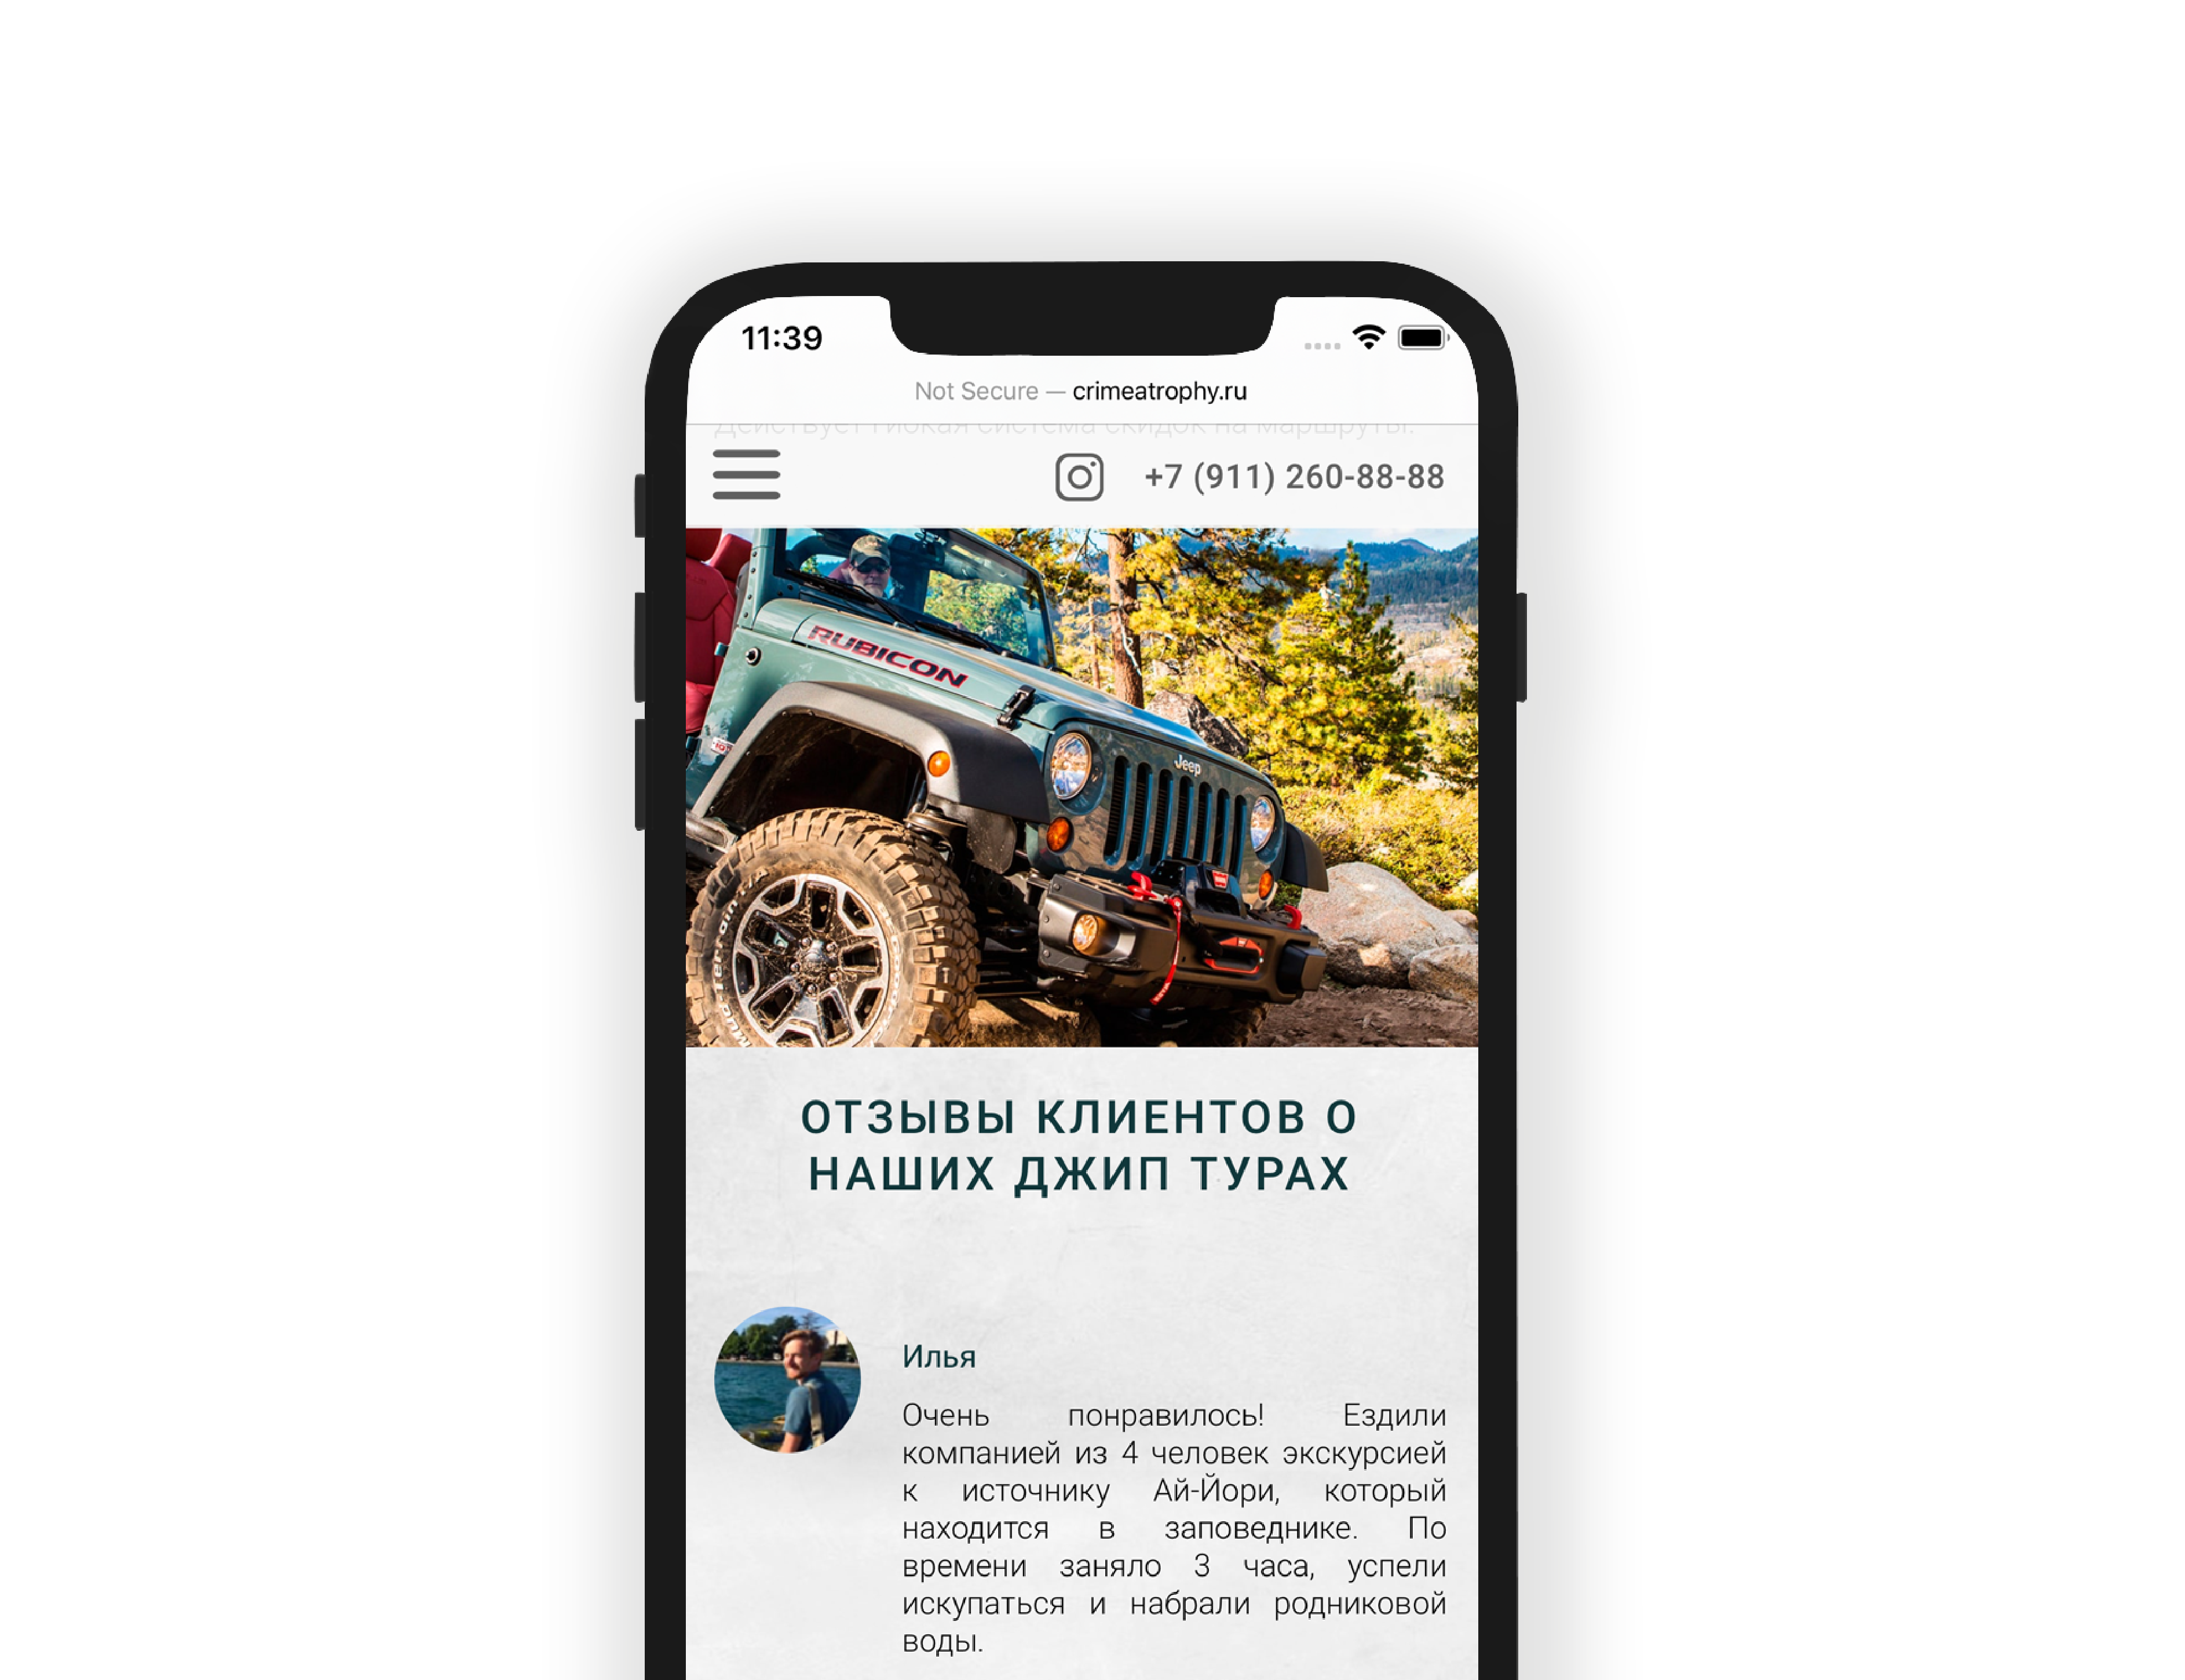 11:39
Not Secure — crimeatrophy.ru
Действует гибкая система скидок на маршруты.
+7 (911) 260-88-88
RUBICON
Jeep
ОТЗЫВЫ КЛИЕНТОВ О
НАШИХ ДЖИП ТУРАХ
Илья
Очень понравилось! Ездили
компанией из 4 человек экскурсией
к источнику Ай-Йори, который
находится в заповеднике. По
времени заняло 3 часа, успели
искупаться и набрали родниковой
воды.